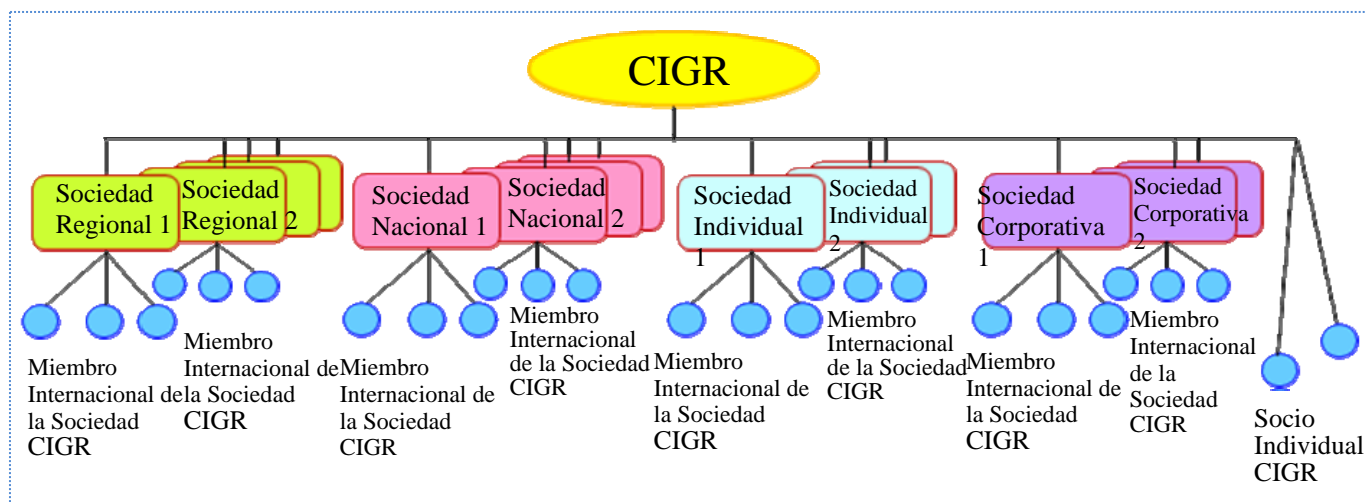 CIGR
Sociedad
Regional 1
Sociedad
Regional 2
Sociedad
Nacional 1
Sociedad
Nacional 2
Sociedad
Individual
1
Sociedad
Individual
2
Sociedad
Corporativa
1
Sociedad
Corporativa
2
Miembro
Internacional de
la Sociedad
CIGR
Miembro
Internacional de
la Sociedad
CIGR
Miembro
Internacional de
la Sociedad
CIGR
Miembro
Internacional
de la Sociedad
CIGR
Miembro
Internacional de
la Sociedad
CIGR
Miembro
Internacional
de la Sociedad
CIGR
Miembro
Internacional de
la Sociedad
CIGR
Miembro
Internacional
de la
Sociedad
CIGR
Socio
Individual
CIGR